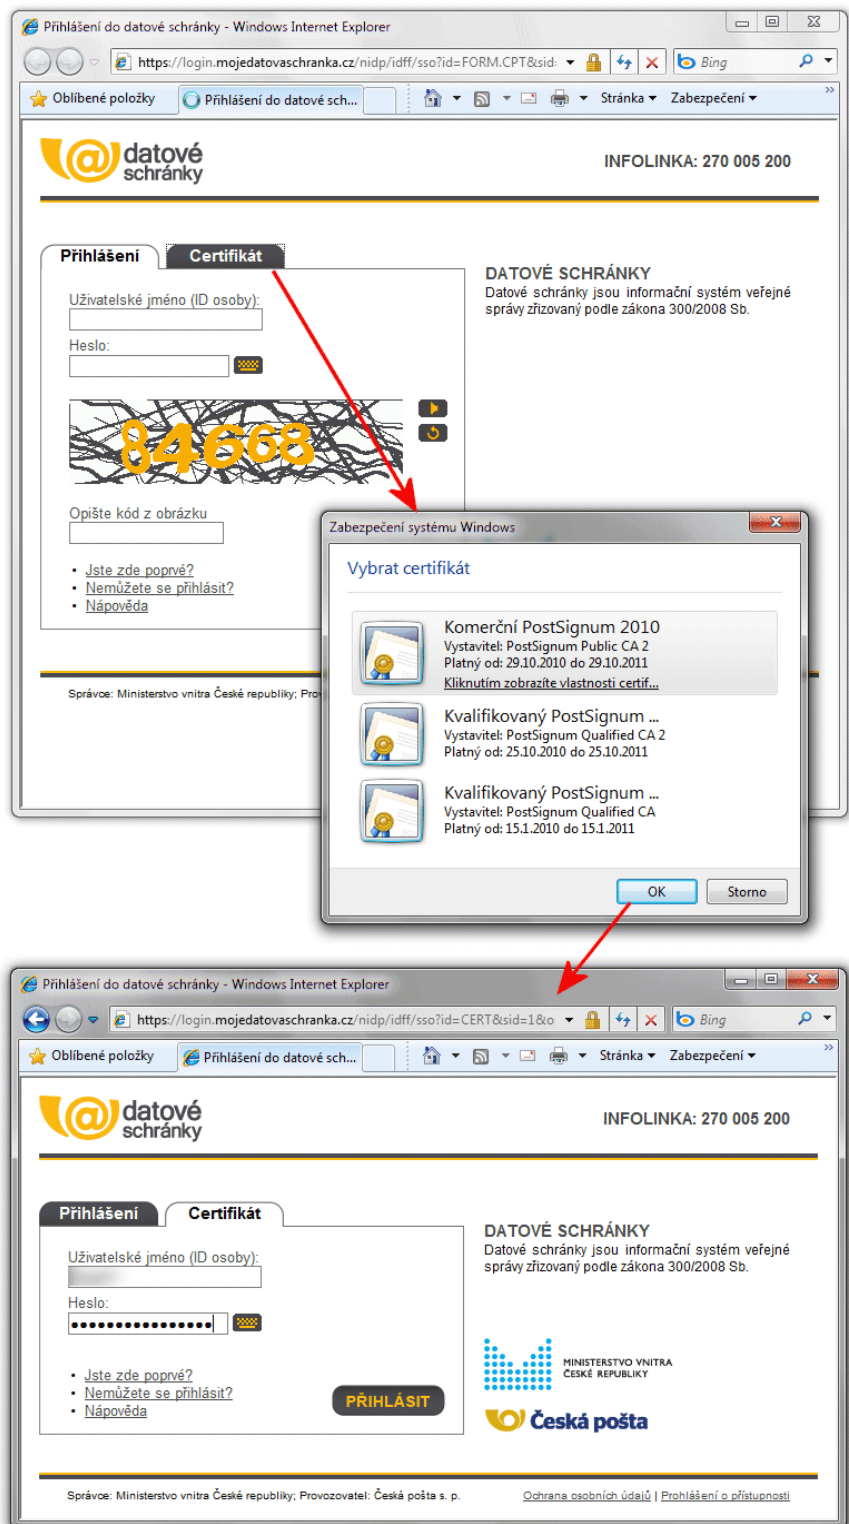 Přihlášení do datové schránky - Windows Internet Explorer
https://login.mojedatovaschranka.cz/nidp/idff/sso?id=FORM.CPT&sid:
Bing
Oblíbené položky
Přihlášení do datové sch...
Stránka
Zabezpečení
»
datové
schránky
INFOLINKA: 270 005 200
Přihlášení
Certifikát
Uživatelské jméno (ID osoby):
Heslo:
84668
Opište kód z obrázku
• Jste zde poprvé?
• Nemůžete se přihlásit?
• Nápověda
DATOVÉ SCHRÁNKY
Datové schránky jsou informační systém veřejné
správy zřizovaný podle zákona 300/2008 Sb.
Správce: Ministerstvo vnitra České republiky; Prov
Zabezpečení systému Windows
Vybrat certifikát
Komerční PostSignum 2010
Vystavitel: PostSignum Public CA 2
Platný od: 29.10.2010 do 29.10.2011
Kliknutím zobrazíte vlastnosti certif...
Kvalifikovaný PostSignum ...
Vystavitel: PostSignum Qualified CA 2
Platný od: 25.10.2010 do 25.10.2011
Kvalifikovaný PostSignum ...
Vystavitel: PostSignum Qualified CA
Platný od: 15.1.2010 do 15.1.2011
OK
Storno
Přihlášení do datové schránky - Windows Internet Explorer
https://login.mojedatovaschranka.cz/nidp/idff/sso?id=CERT&sid=1&o
Bing
Oblíbené položky
Přihlášení do datové sch...
Stránka
Zabezpečení
»
datové
schránky
INFOLINKA: 270 005 200
Přihlášení
Certifikát
Uživatelské jméno (ID osoby):
Heslo:
• Jste zde poprvé?
• Nemůžete se přihlásit?
• Nápověda
PŘIHLÁSIT
DATOVÉ SCHRÁNKY
Datové schránky jsou informační systém veřejné
správy zřizovaný podle zákona 300/2008 Sb.
MINISTERSTVO VNITRA
ČESKÉ REPUBLIKY
Česká pošta
Správce: Ministerstvo vnitra České republiky; Provozovatel: Česká pošta s. p.
Ochrana osobních údajů | Prohlášení o přístupnosti